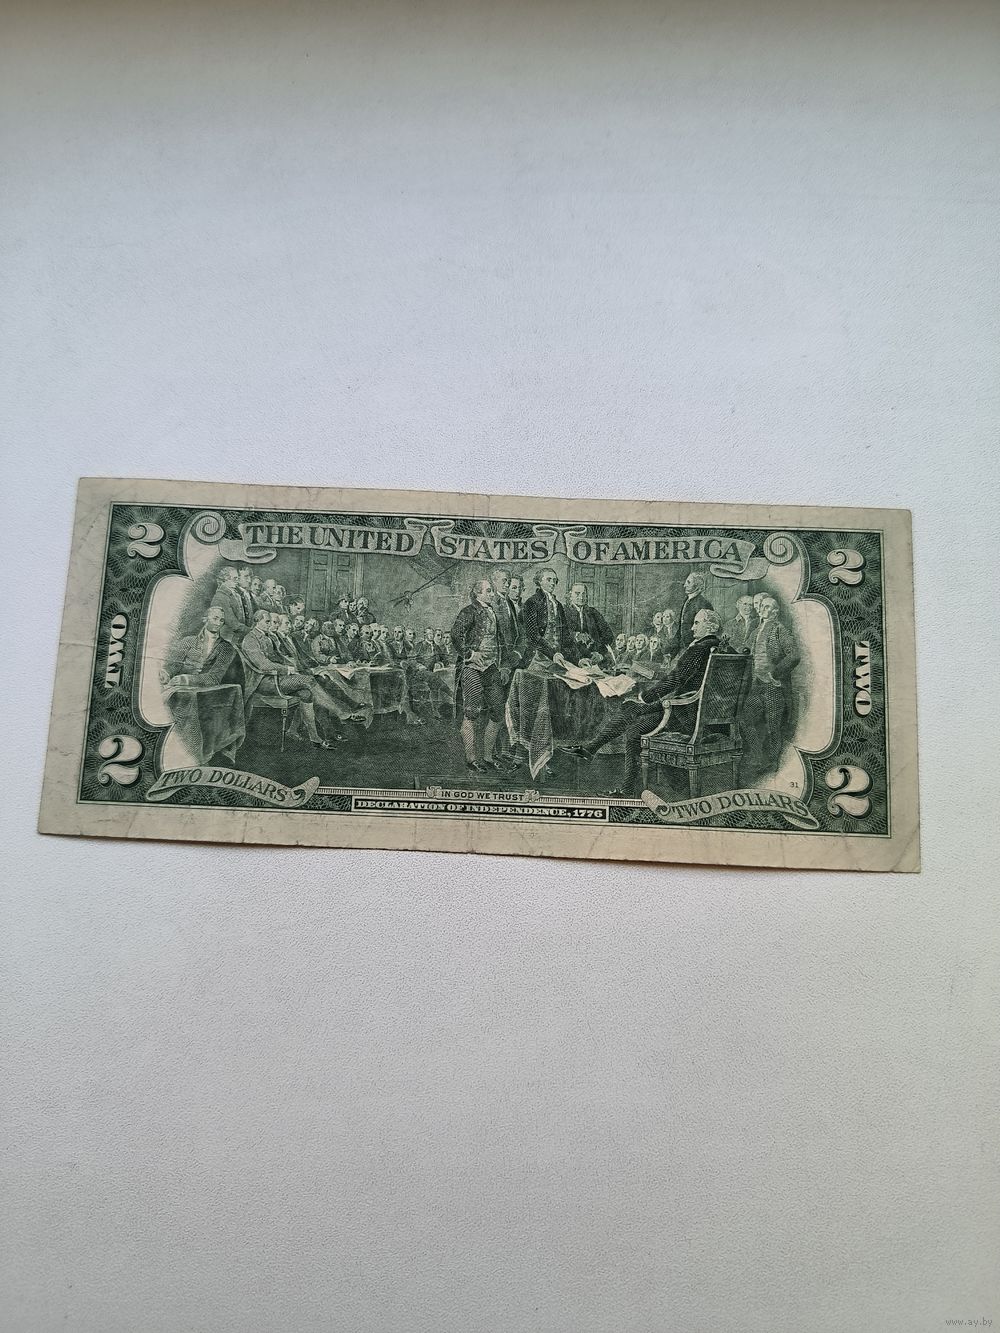 2 THE UNITED STATES OF AMERICA 2
TWO TWO
2 TWO DOLLARS IN GOD WE TRUST TWO DOLLARS 2
31
DECLARATION OF INDEPENDENCE, 1776
www.ay.by